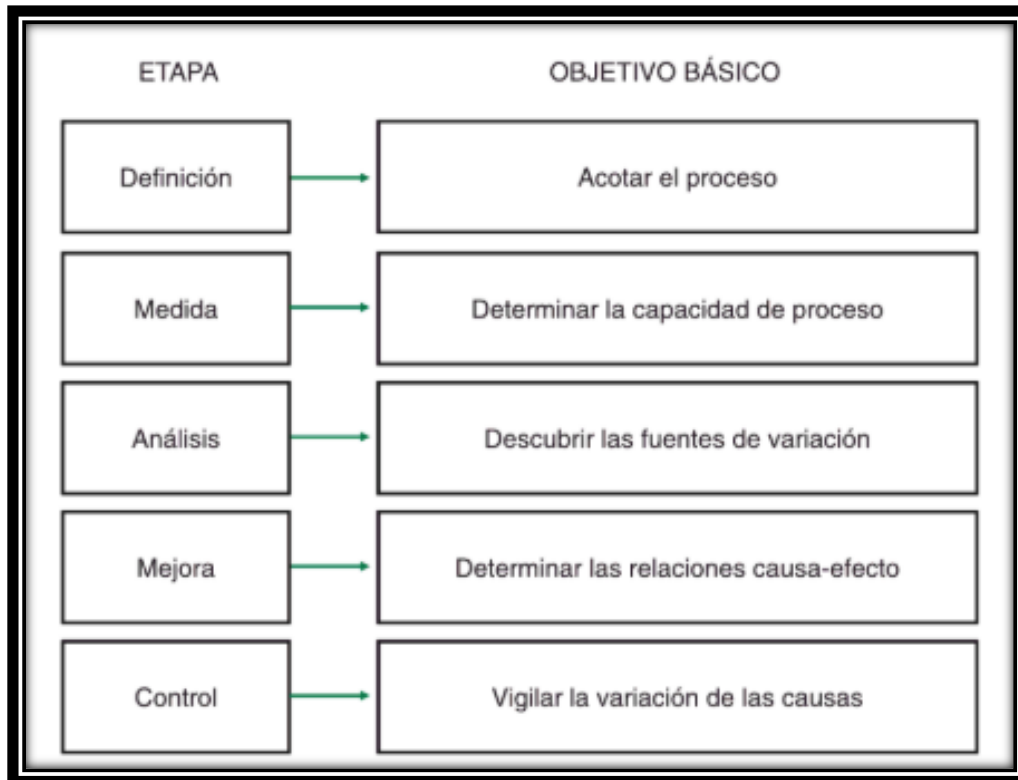 ETAPA OBJETIVO BÁSICO
Definición Acotar el proceso
Medida Determinar la capacidad de proceso
Análisis Descubrir las fuentes de variación
Mejora Determinar las relaciones causa-efecto
Control Vigilar la variación de las causas